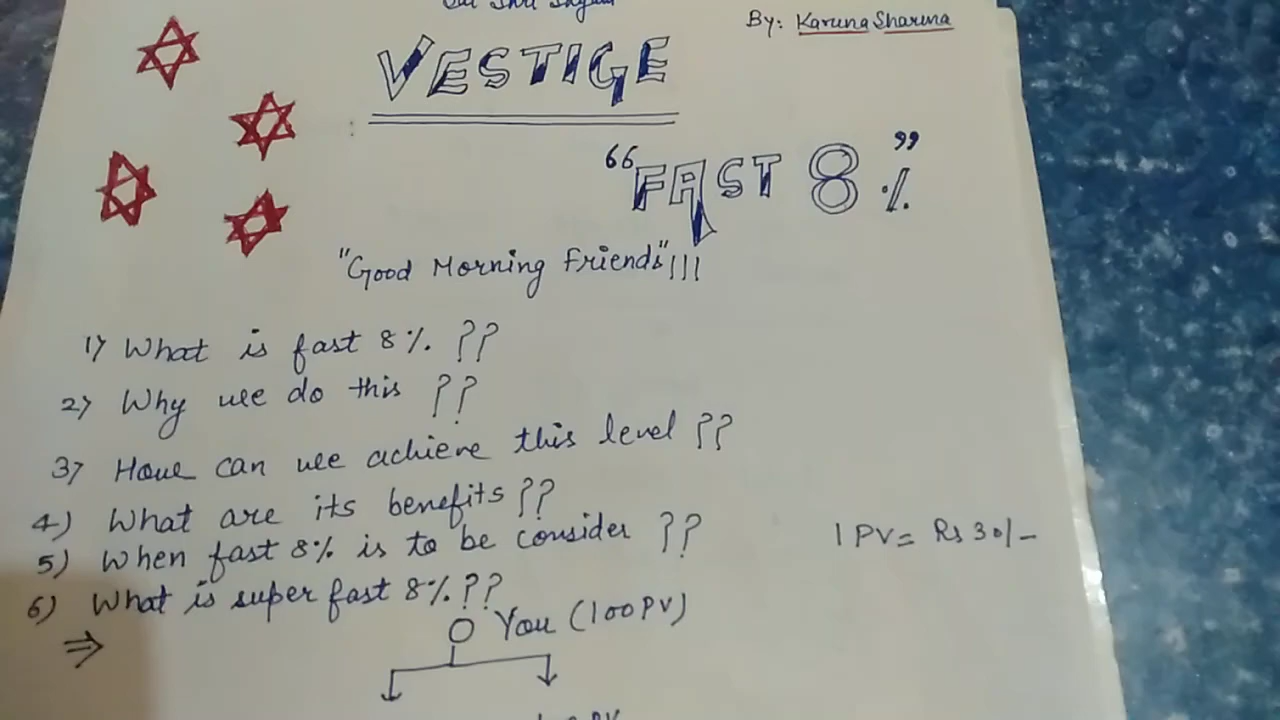 By: Karuna Sharma
VESTIGE
"FAST 8%"
"Good Morning Friends"!!!
1) What is fast 8%. ??
2) Why we do this ??
3) How can we achieve this level ??
4) What are its benefits ??
5) When fast 8% is to be consider ??
1 PV = Rs 30/-
6) What is super fast 8%. ??
⇒ You (100 PV)
PV